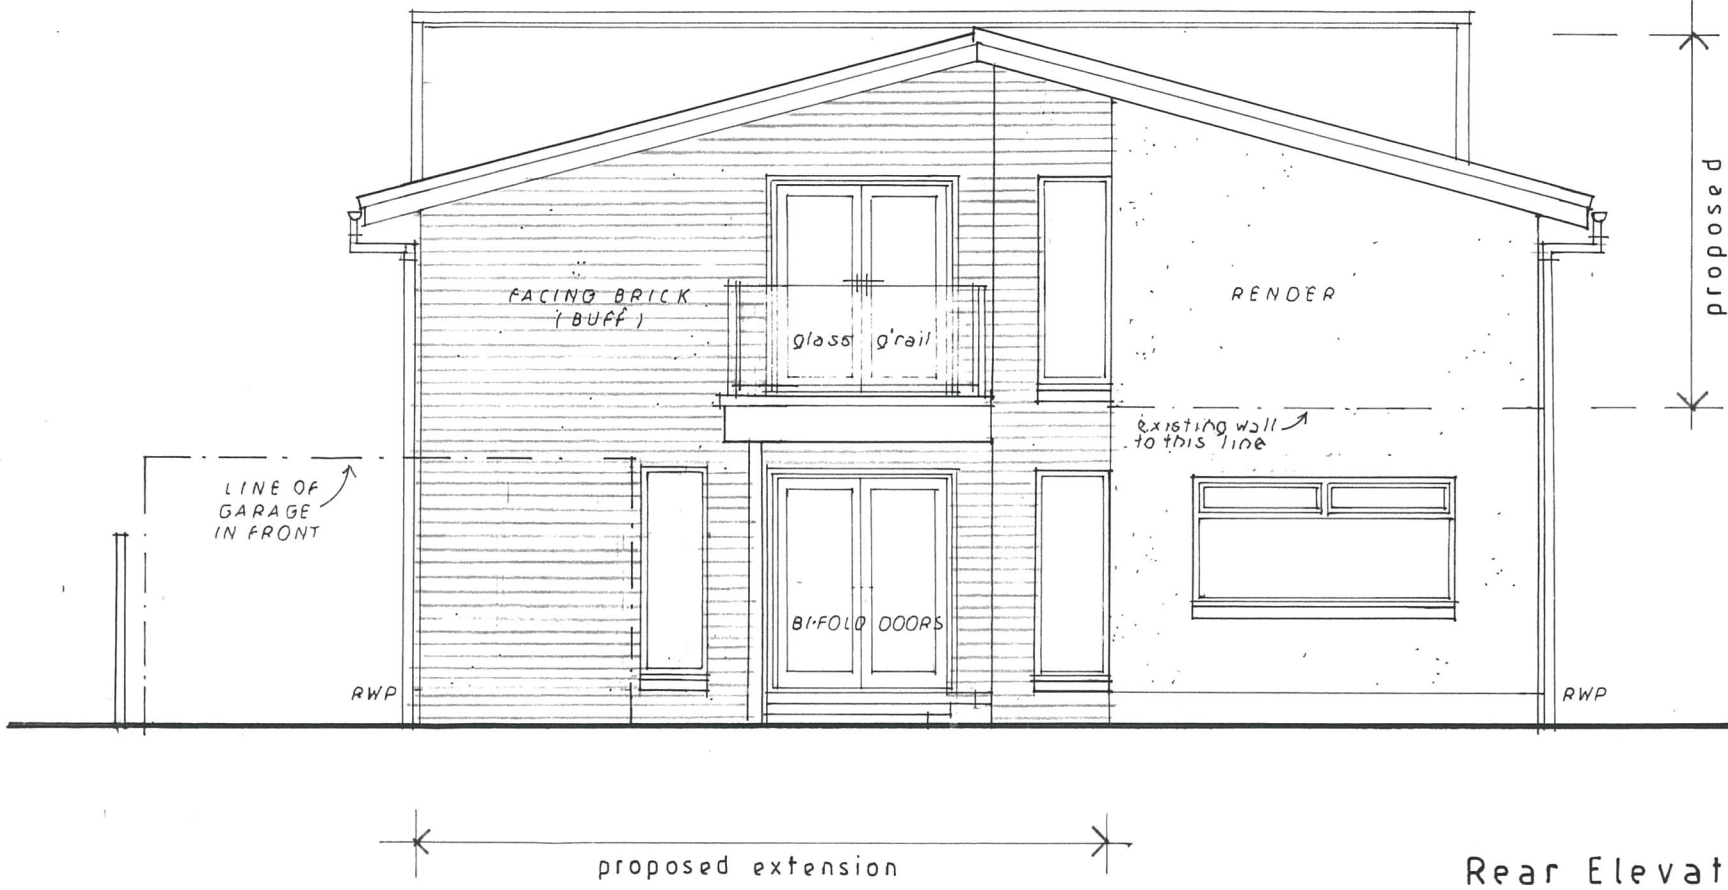 proposed
FACING BRICK
(BUFF)
RENDER
glass g'rail
existing wall
to this line
LINE OF
GARAGE
IN FRONT
BI-FOLD DOORS
RWP
RWP
proposed extension
Rear Elevat